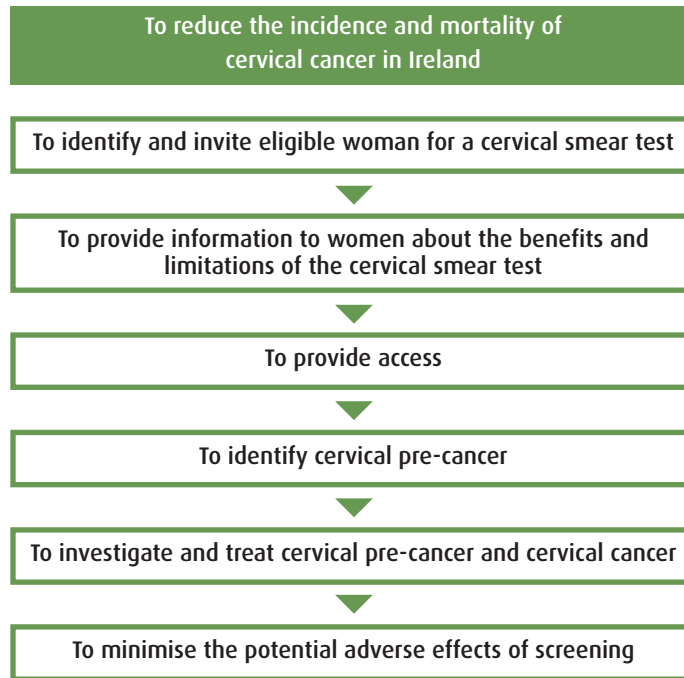 To reduce the incidence and mortality of
cervical cancer in Ireland
To identify and invite eligible woman for a cervical smear test
To provide information to women about the benefits and
limitations of the cervical smear test
To provide access
To identify cervical pre-cancer
To investigate and treat cervical pre-cancer and cervical cancer
To minimise the potential adverse effects of screening